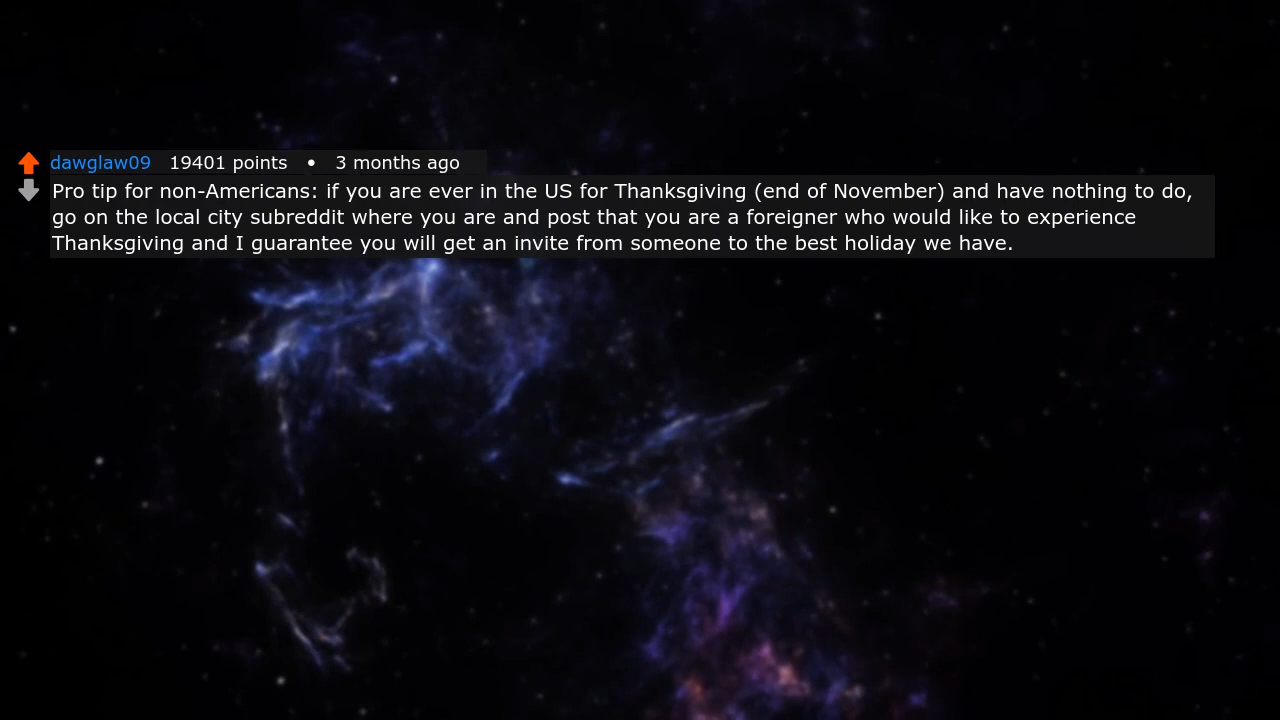 dawglaw09 19401 points • 3 months ago
Pro tip for non-Americans: if you are ever in the US for Thanksgiving (end of November) and have nothing to do,
go on the local city subreddit where you are and post that you are a foreigner who would like to experience
Thanksgiving and I guarantee you will get an invite from someone to the best holiday we have.